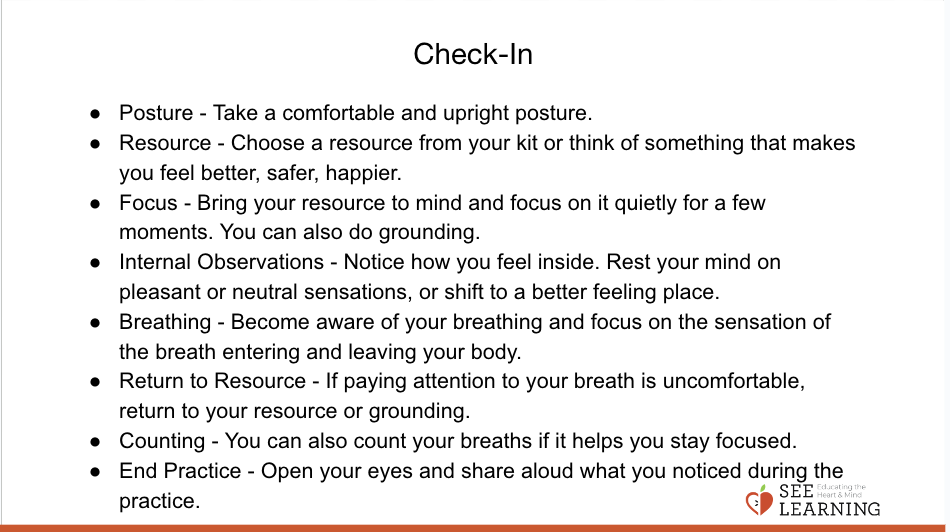 Check-In
● Posture - Take a comfortable and upright posture.
● Resource - Choose a resource from your kit or think of something that makes
you feel better, safer, happier.
● Focus - Bring your resource to mind and focus on it quietly for a few
moments. You can also do grounding.
● Internal Observations - Notice how you feel inside. Rest your mind on
pleasant or neutral sensations, or shift to a better feeling place.
● Breathing - Become aware of your breathing and focus on the sensation of
the breath entering and leaving your body.
● Return to Resource - If paying attention to your breath is uncomfortable,
return to your resource or grounding.
● Counting - You can also count your breaths if it helps you stay focused.
● End Practice - Open your eyes and share aloud what you noticed during the
practice.
SEE
Educating the
Heart & Mind
LEARNING